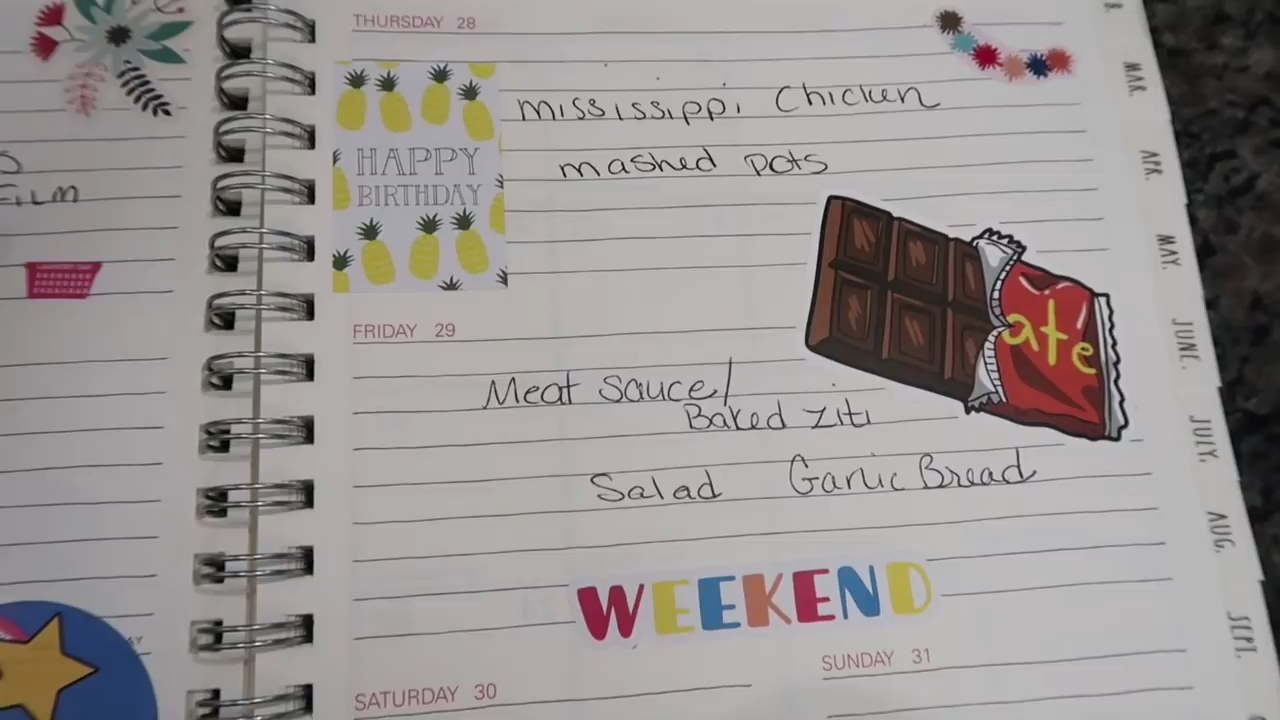 THURSDAY 28
mississippi Chicken
mashed pots
HAPPY
BIRTHDAY
FILM
FRIDAY 29
ate
Meat Sauce/
Baked Ziti
Salad Garlic Bread
WEEKEND
SATURDAY 30
SUNDAY 31
MAR.
APR.
MAY.
JUNE.
JULY.
AUG.
SEPT.